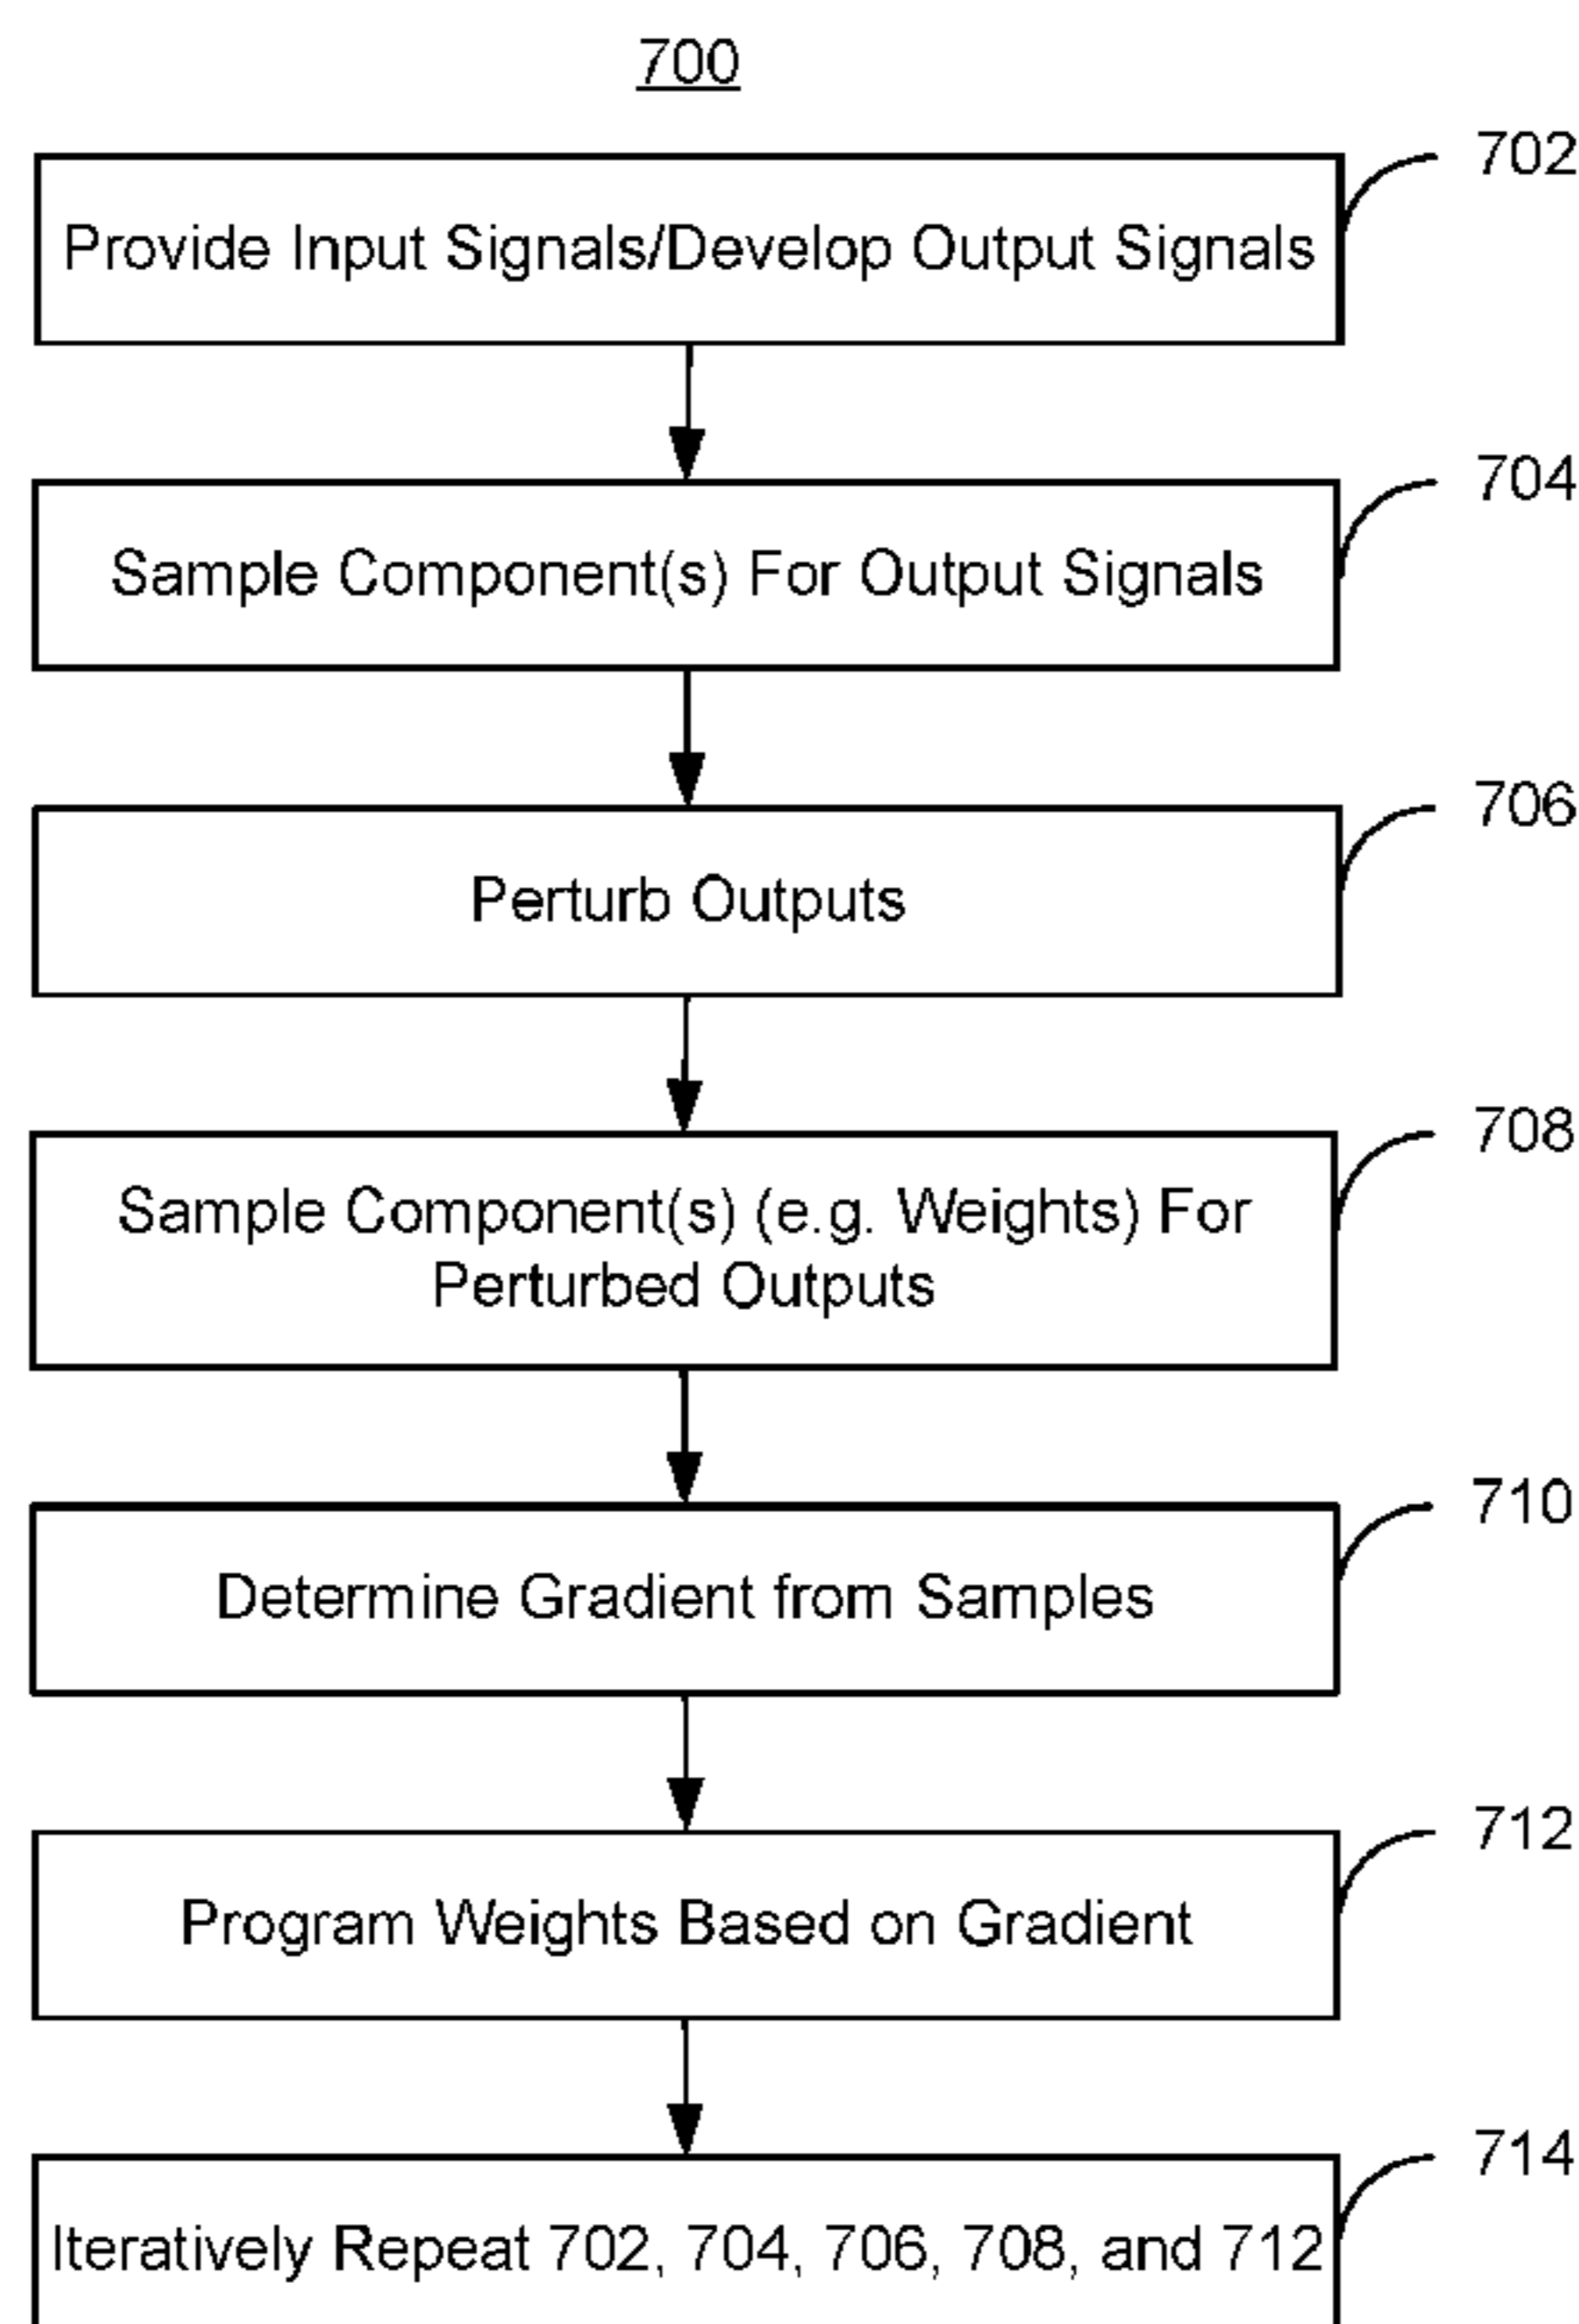 700
702
Provide Input Signals/Develop Output Signals
704
Sample Component(s) For Output Signals
706
Perturb Outputs
708
Sample Component(s) (e.g. Weights) For
Perturbed Outputs
710
Determine Gradient from Samples
712
Program Weights Based on Gradient
714
Iteratively Repeat 702, 704, 706, 708, and 712